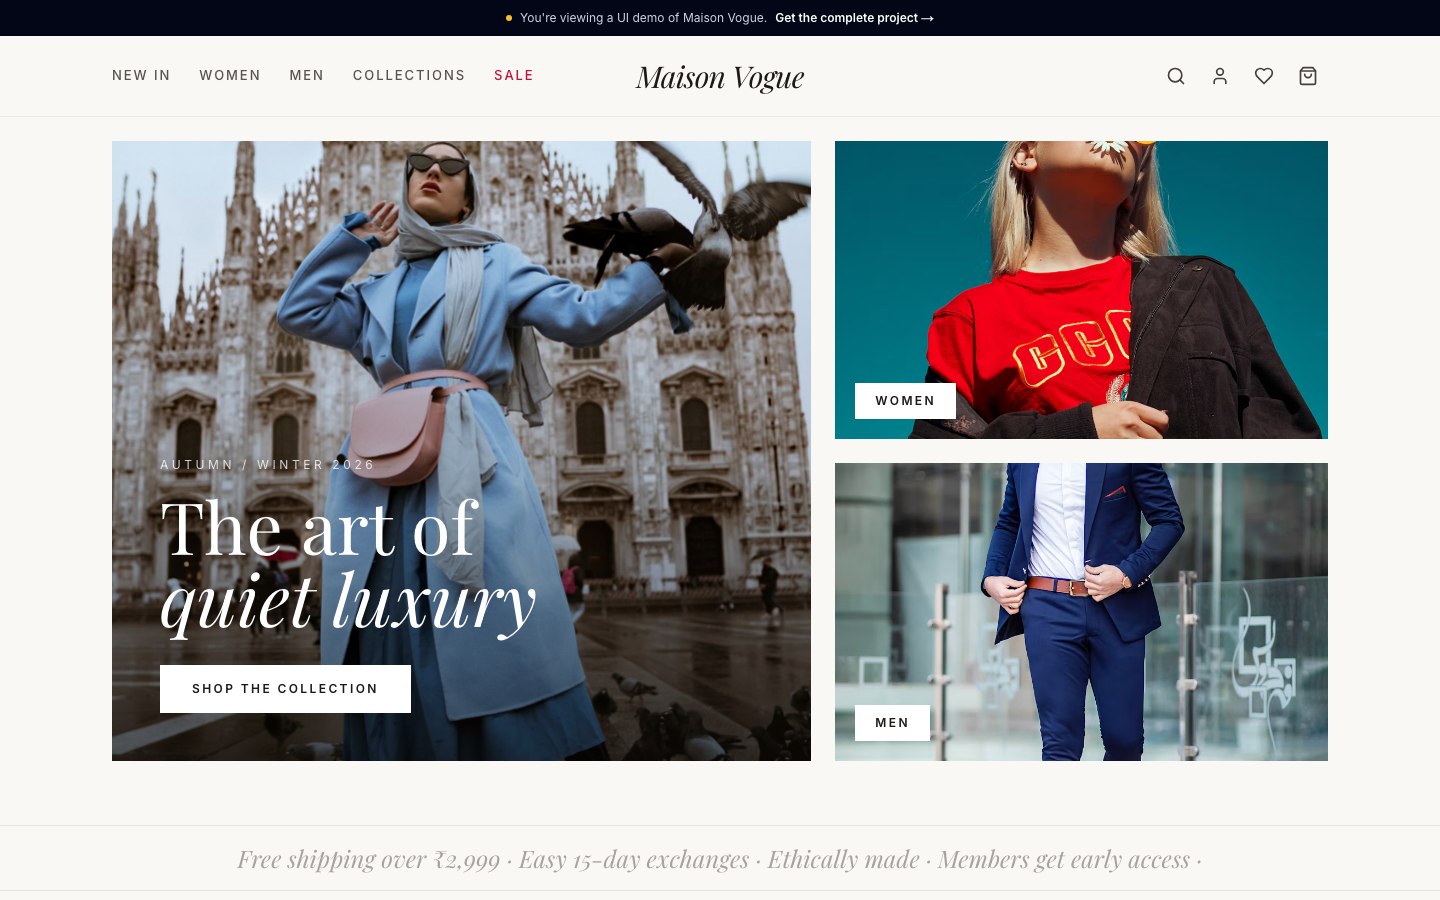 You're viewing a UI demo of Maison Vogue. Get the complete project →
NEW IN WOMEN MEN COLLECTIONS SALE
Maison Vogue
AUTUMN / WINTER 2026
The art of
quiet luxury
SHOP THE COLLECTION
WOMEN
MEN
Free shipping over ₹2,999 · Easy 15-day exchanges · Ethically made · Members get early access ·